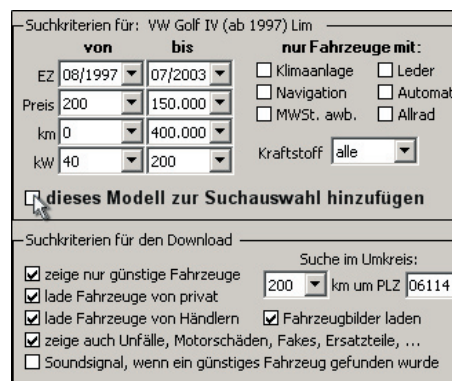 Suchkriterien für: VW Golf IV (ab 1997) Lim
von bis nur Fahrzeuge mit:
EZ 08/1997 07/2003 Klimaanlage Leder
Preis 200 150.000 Navigation Automat
MWSt. awb. Allrad
km 0 400.000
kW 40 200 Kraftstoff alle
dieses Modell zur Suchauswahl hinzufügen
Suchkriterien für den Download
Suche im Umkreis:
zeige nur günstige Fahrzeuge 200 km um PLZ 06114
lade Fahrzeuge von privat
lade Fahrzeuge von Händlern Fahrzeugbilder laden
zeige auch Unfälle, Motorschäden, Fakes, Ersatzteile, ...
Soundsignal, wenn ein günstiges Fahrzeug gefunden wurde